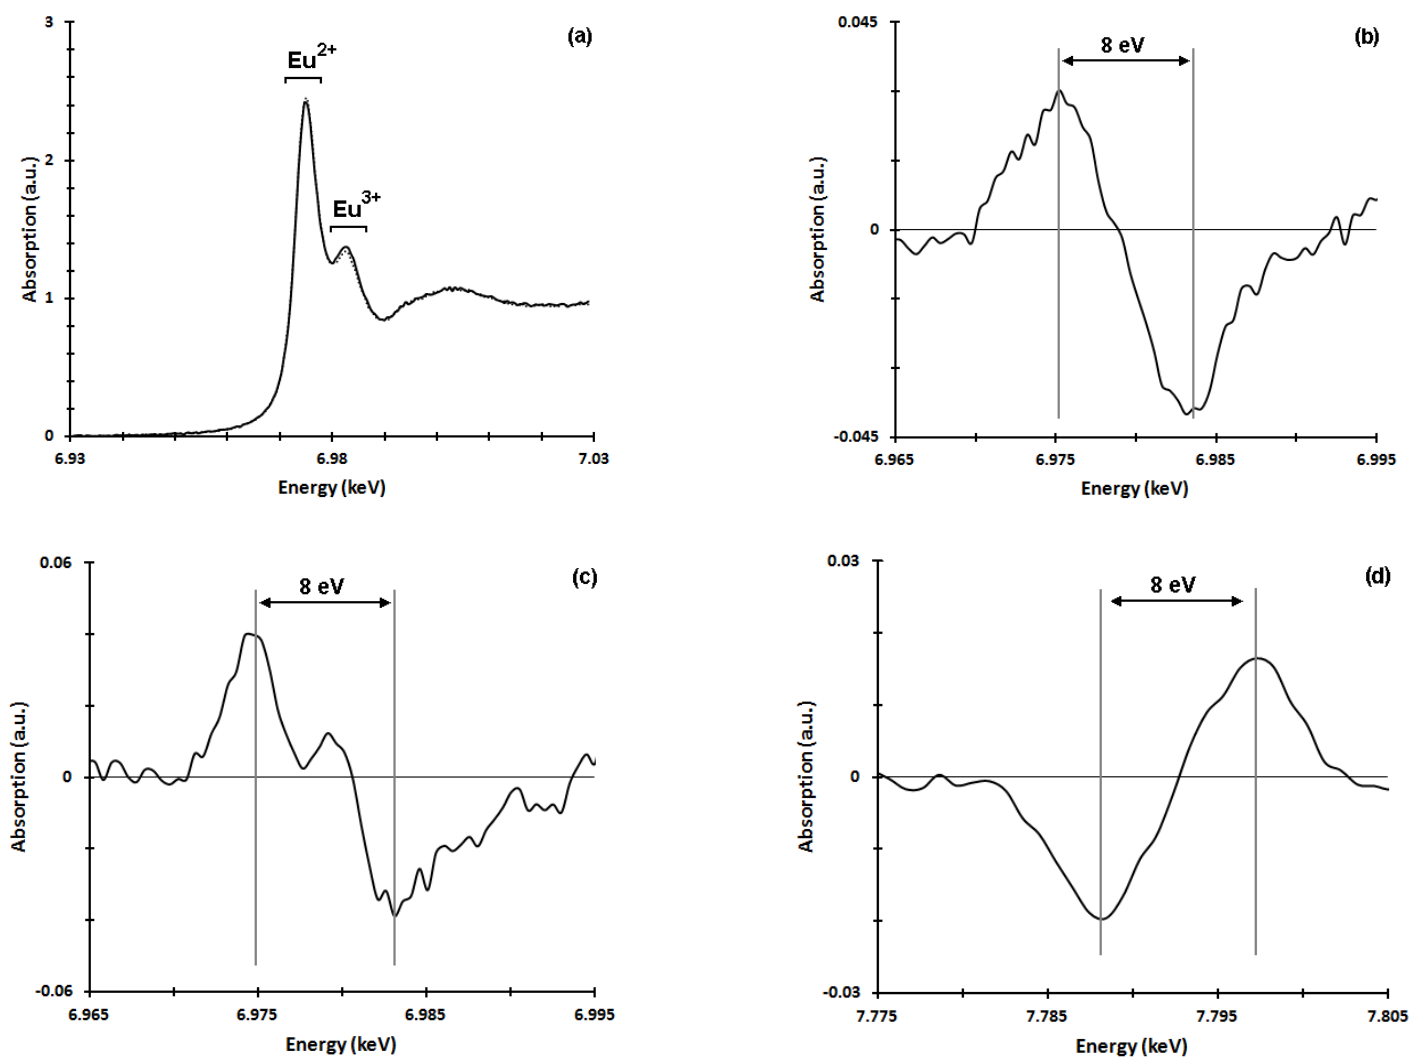 (a)
3
2
1
0
Absorption (a.u.)
Eu2+
Eu3+
6.93
6.98
7.03
Energy (keV)
(b)
0.045
0
-0.045
Absorption (a.u.)
8 eV
6.965
6.975
6.985
6.995
Energy (keV)
(c)
0.06
0
-0.06
Absorption (a.u.)
8 eV
6.965
6.975
6.985
6.995
Energy (keV)
(d)
0.03
0
-0.03
Absorption (a.u.)
8 eV
7.775
7.785
7.795
7.805
Energy (keV)